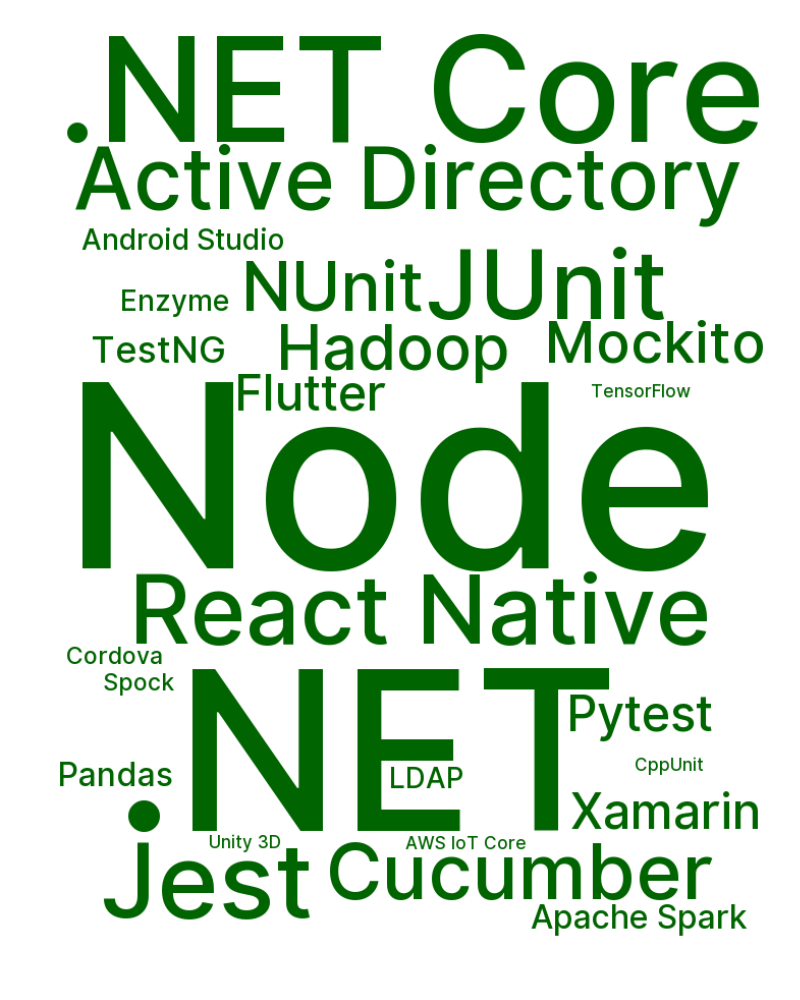 .NET Core
Active Directory
Android Studio
NUnit JUnit
Enzyme
TestNG Hadoop Mockito
Flutter TensorFlow
Node
React Native
Cordova
Spock
.NET
Pytest
Pandas LDAP CppUnit
Xamarin
Unity 3D AWS IoT Core
Jest Cucumber
Apache Spark